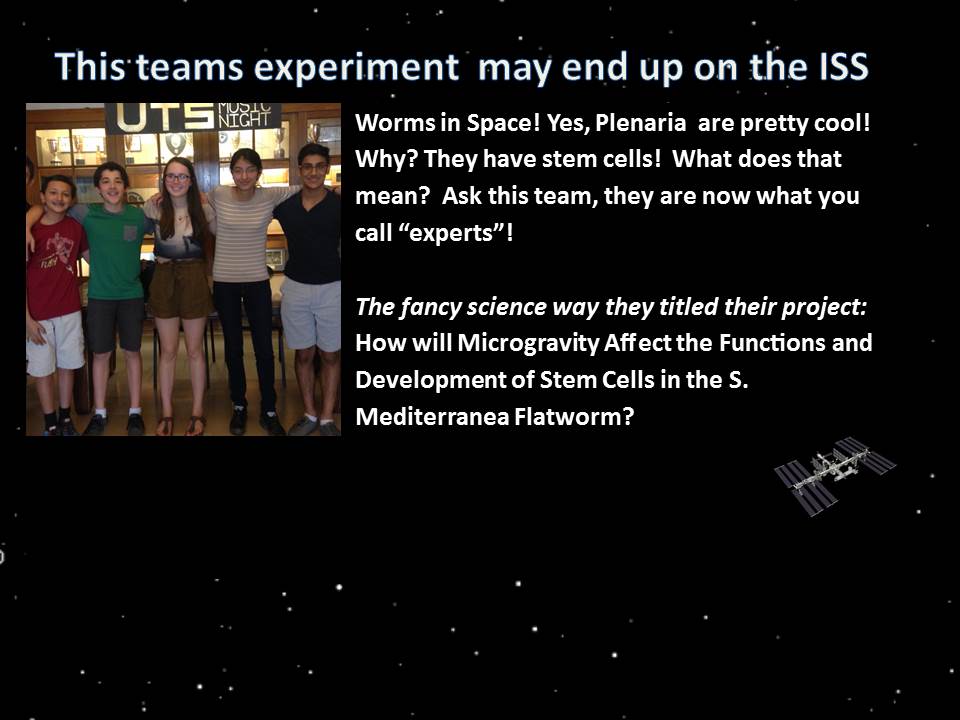 This teams experiment  may end up on the ISS
UTS MUSIC
NIGHT
Worms in Space! Yes, Plenaria  are pretty cool!
Why? They have stem cells!  What does that
mean?  Ask this team, they are now what you
call “experts”!
The fancy science way they titled their project:
How will Microgravity Affect the Functions and
Development of Stem Cells in the S.
Mediterranea Flatworm?